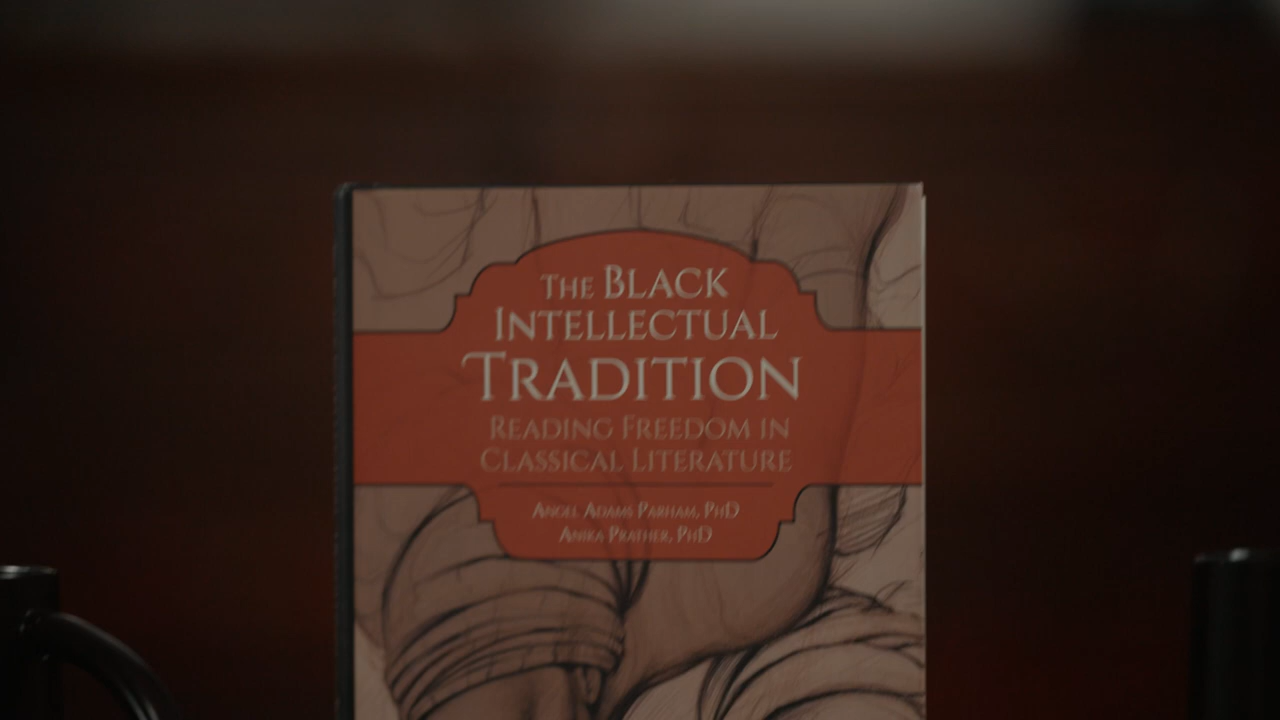 The Black
Intellectual
Tradition
Reading Freedom in
Classical Literature
Angel Adams Parham, PhD
Anika Prather, PhD